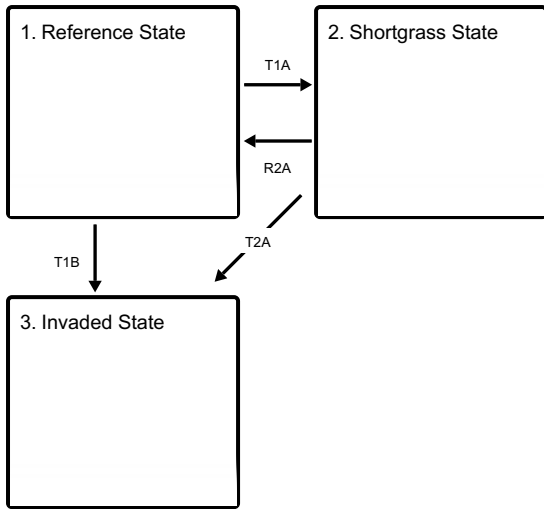 1. Reference State
2. Shortgrass State
T1A
R2A
T2A
T1B
3. Invaded State